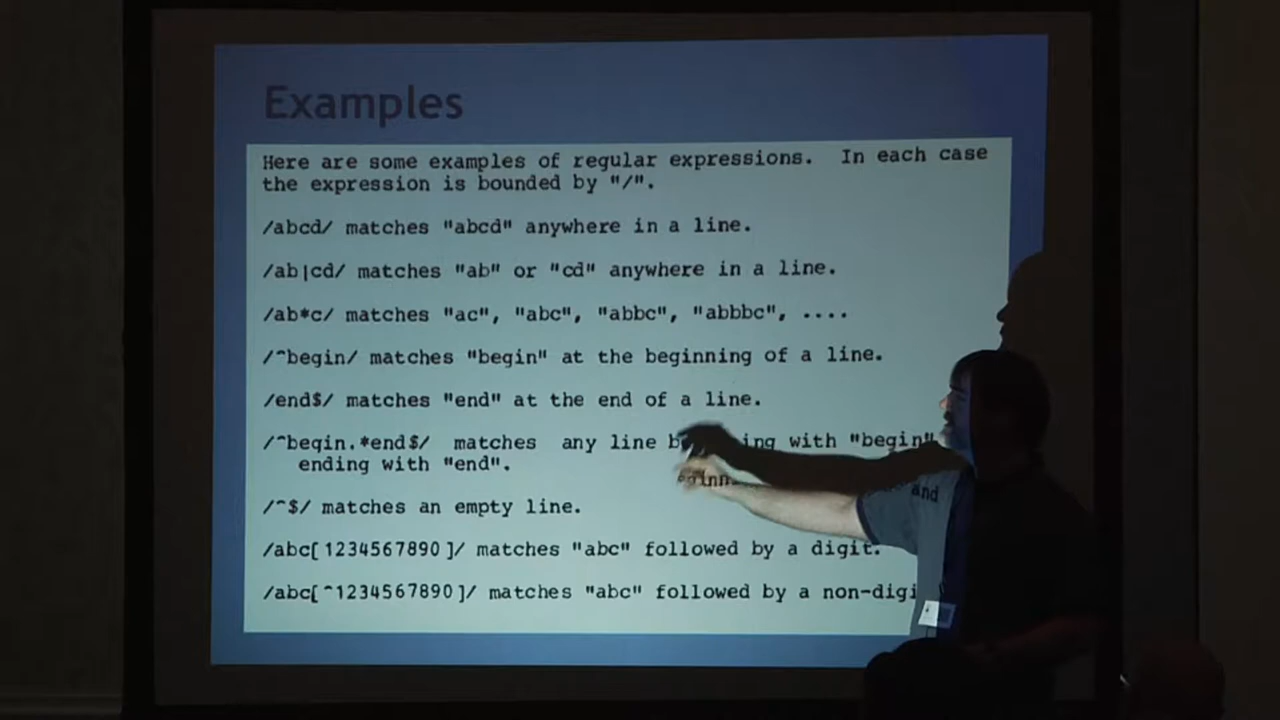 Examples
Here are some examples of regular expressions. In each case
the expression is bounded by "/".
/abcd/ matches "abcd" anywhere in a line.
/ab|cd/ matches "ab" or "cd" anywhere in a line.
/ab*c/ matches "ac", "abc", "abbc", "abbbc", ....
/^begin/ matches "begin" at the beginning of a line.
/end$/ matches "end" at the end of a line.
/^begin.*end$/ matches any line with "begin" and
ending with "end".
/^$/ matches an empty line.
/abc[1234567890]/ matches "abc" followed by a digit.
/abc[^1234567890]/ matches "abc" followed by a